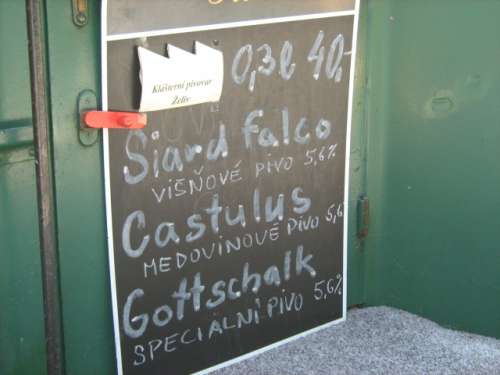 Klášterní pivovar
Želiv
0,3l 40.-
Siard falco
VIŠŇOVÉ PIVO 5,6%
Castulus
MEDOVINOVÉ PIVO 5,6
Gottschalk
SPECIÁLNÍ PIVO 5,6%